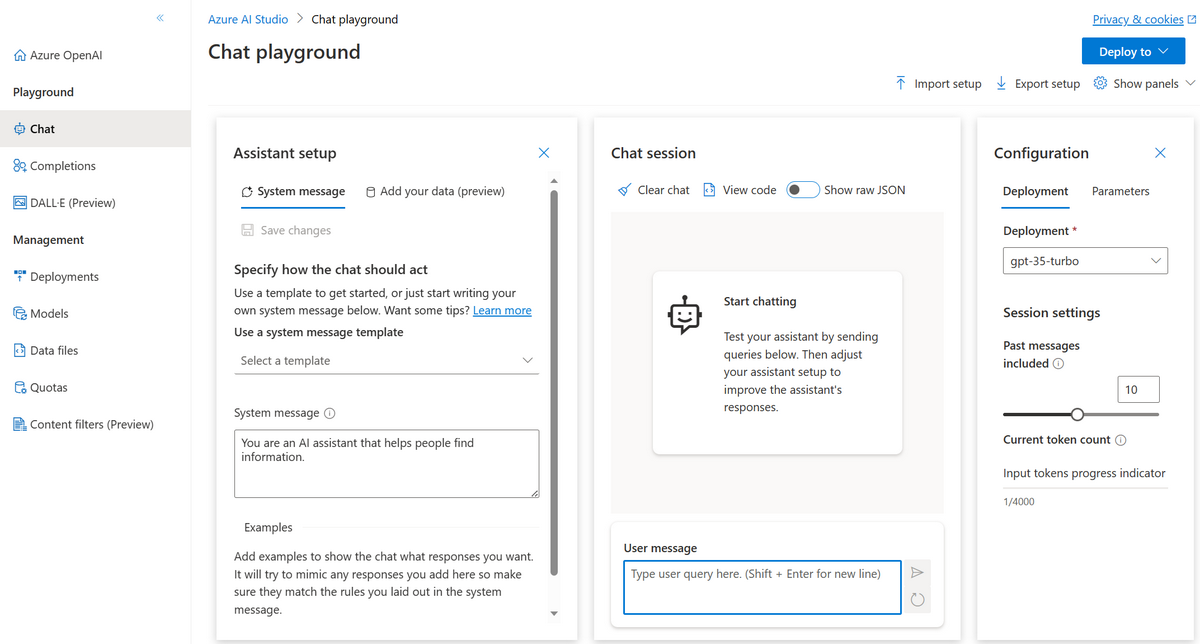 Azure OpenAI
Playground
Chat
Completions
DALL·E (Preview)
Management
Deployments
Models
Data files
Quotas
Content filters (Preview)
Azure AI Studio > Chat playground
Privacy & cookies
Chat playground
Deploy to
Import setup
Export setup
Show panels
Assistant setup
System message
Add your data (preview)
Save changes
Specify how the chat should act
Use a template to get started, or just start writing your
own system message below. Want some tips? Learn more
Use a system message template
Select a template
System message
You are an AI assistant that helps people find
information.
Examples
Add examples to show the chat what responses you want.
It will try to mimic any responses you add here so make
sure they match the rules you laid out in the system
message.
Chat session
Clear chat
View code
Show raw JSON
Start chatting
Test your assistant by sending
queries below. Then adjust
your assistant setup to
improve the assistant's
responses.
User message
Type user query here. (Shift + Enter for new line)
Configuration
Deployment
Parameters
Deployment *
gpt-35-turbo
Session settings
Past messages
included
10
Current token count
Input tokens progress indicator
1/4000